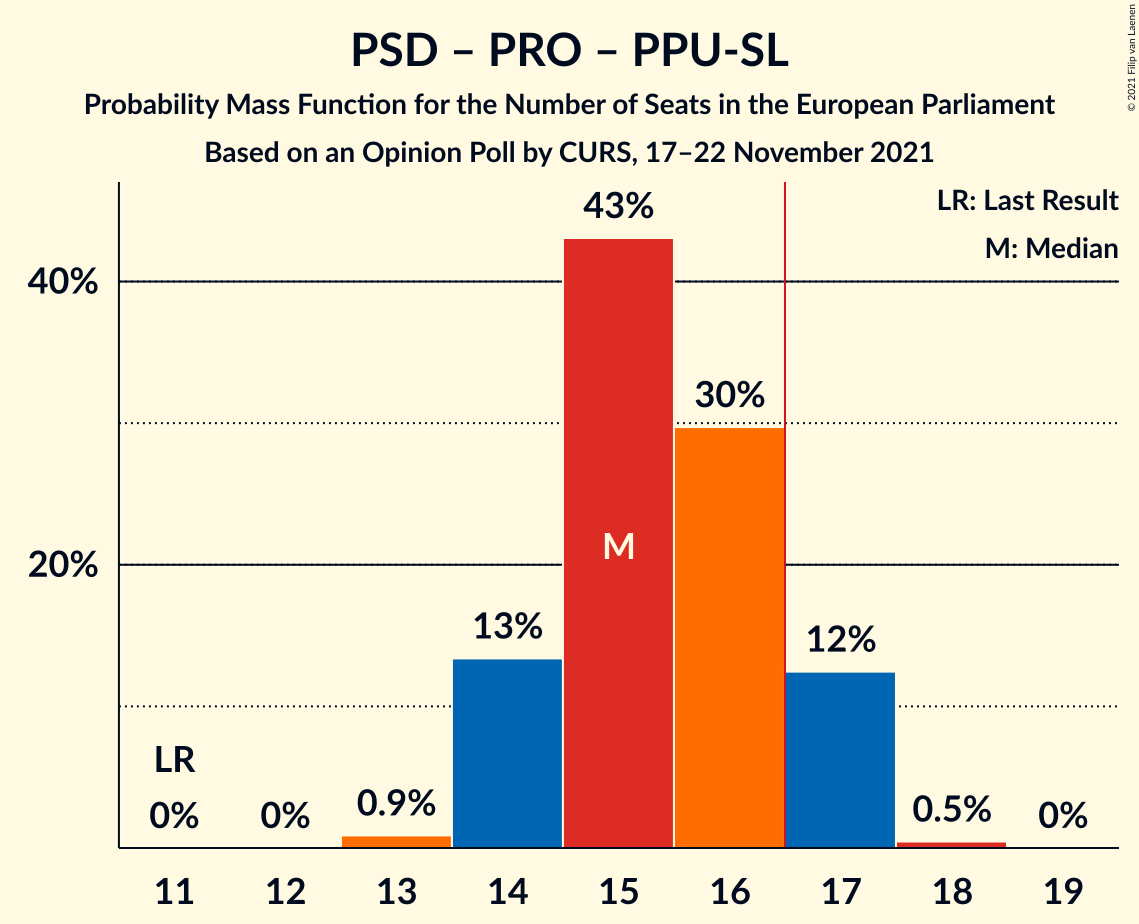 PSD – PRO – PPU-SL
Probability Mass Function for the Number of Seats in the European Parliament
Based on an Opinion Poll by CURS, 17–22 November 2021
© 2021 Filip van Laenen
LR: Last Result
M: Median
43%
40%
30%
M
20%
13%
12%
LR
0%
0%
0.9%
0.5%
0%
11 12 13 14 15 16 17 18 19